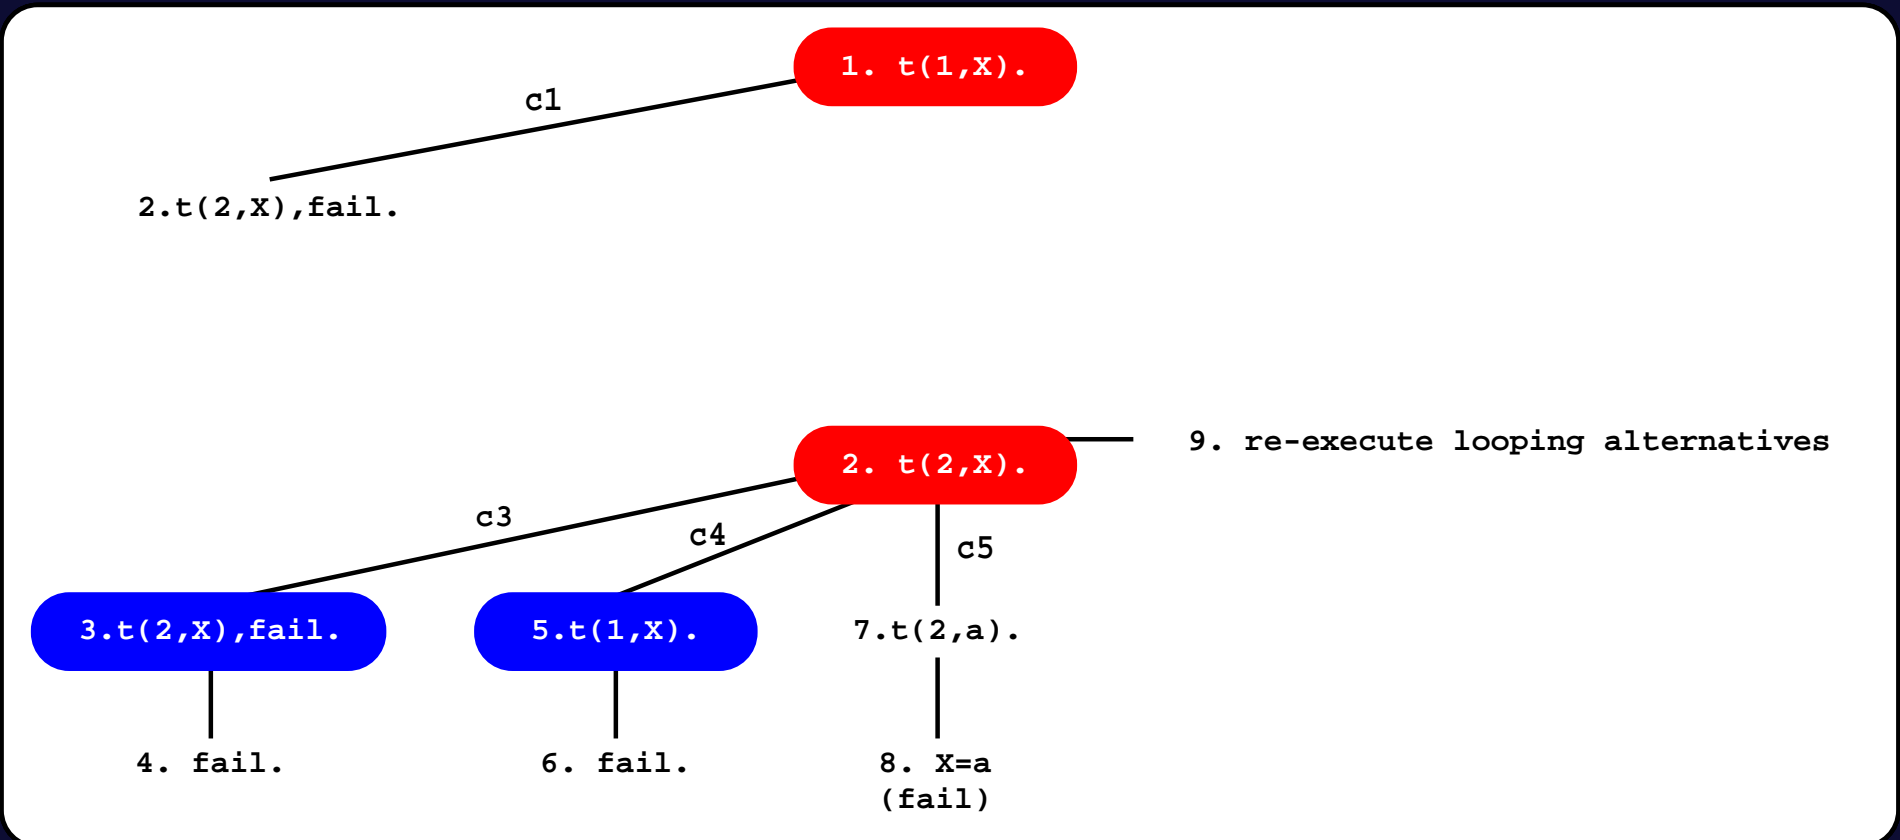 1. t(1,X).
c1
2.t(2,X),fail.
9. re-execute looping alternatives
2. t(2,X).
c3
c4
c5
3.t(2,X),fail.
5.t(1,X).
7.t(2,a).
4. fail.
6. fail.
8. X=a
(fail)